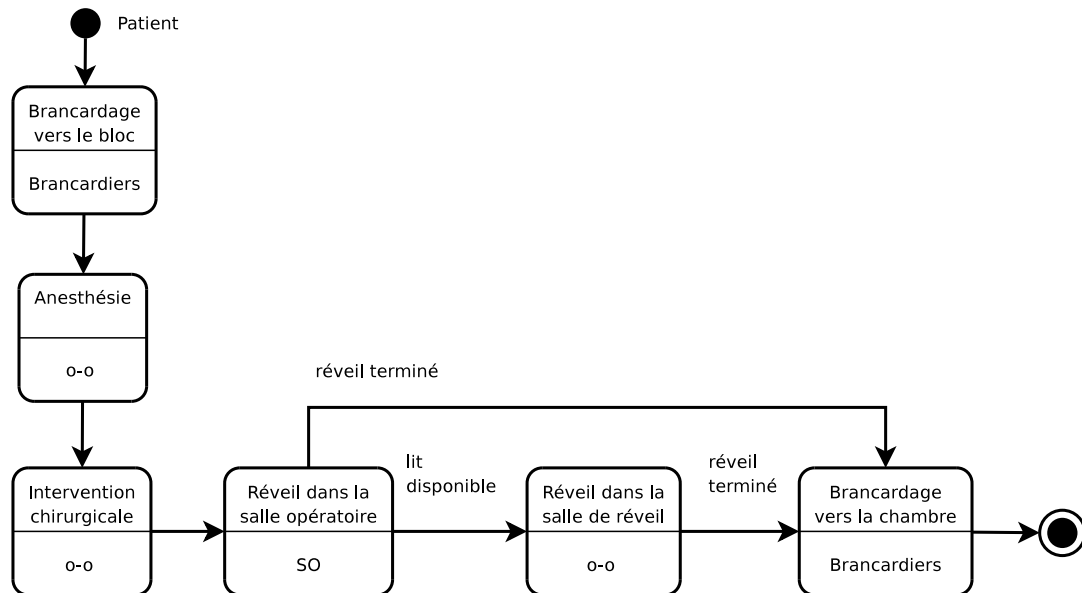 Patient
Brancardage
vers le bloc
Brancardiers
Anesthésie
o-o
Intervention
chirurgicale
o-o
réveil terminé
Réveil dans la
salle opératoire
SO
lit
disponible
Réveil dans la
salle de réveil
o-o
réveil
terminé
Brancardage
vers la chambre
Brancardiers